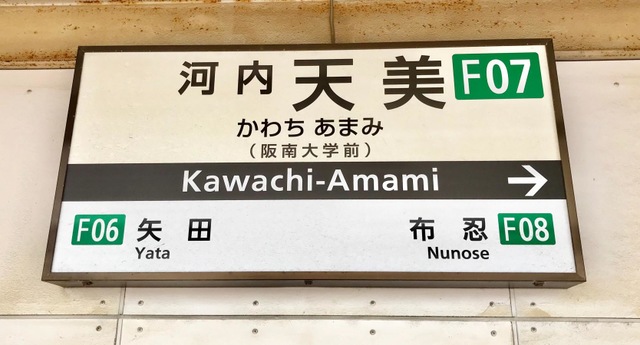 河内天美 F07
かわち あまみ
(阪南大学前)
Kawachi-Amami →
F06 矢田 布忍 F08
Yata Nunose